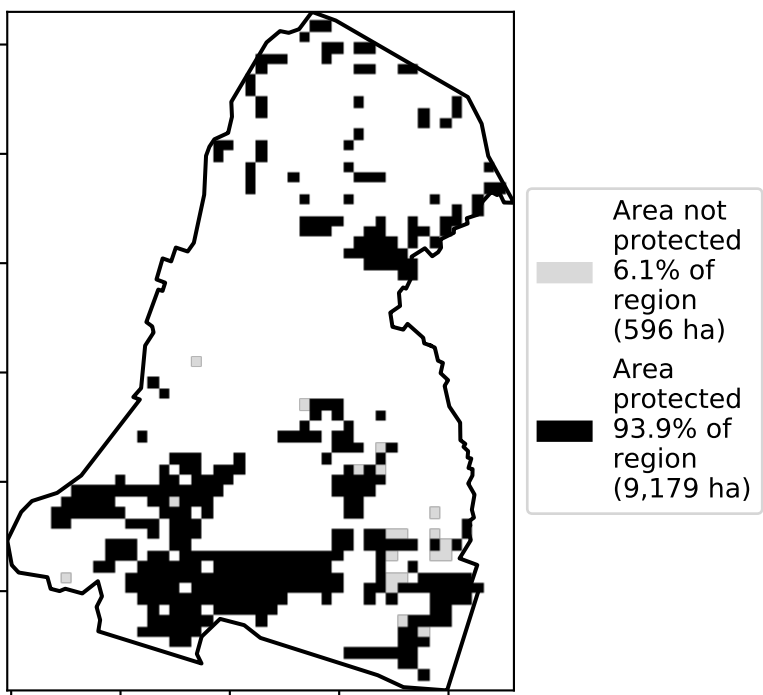 Area not
protected
6.1% of
region
(596 ha)
Area
protected
93.9% of
region
(9,179 ha)